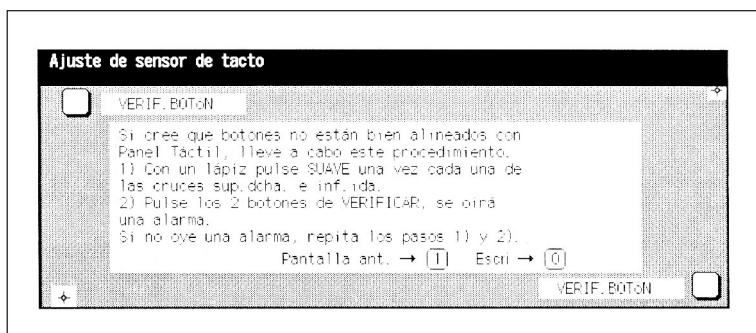 Ajuste de sensor de tacto
VERIF. BOTóN
Si cree que botones no están bien alineados con
Panel Táctil, lleve a cabo este procedimiento.
1) Con un lápiz pulse SUAVE una vez cada una de
las cruces sup.dcha. e inf.izda.
2) Pulse los 2 botones de VERIFICAR, se oirá
una alarma.
Si no oye una alarma, repita los pasos 1) y 2).
Pantalla ant. → 1 Escri → 0
VERIF. BOTóN